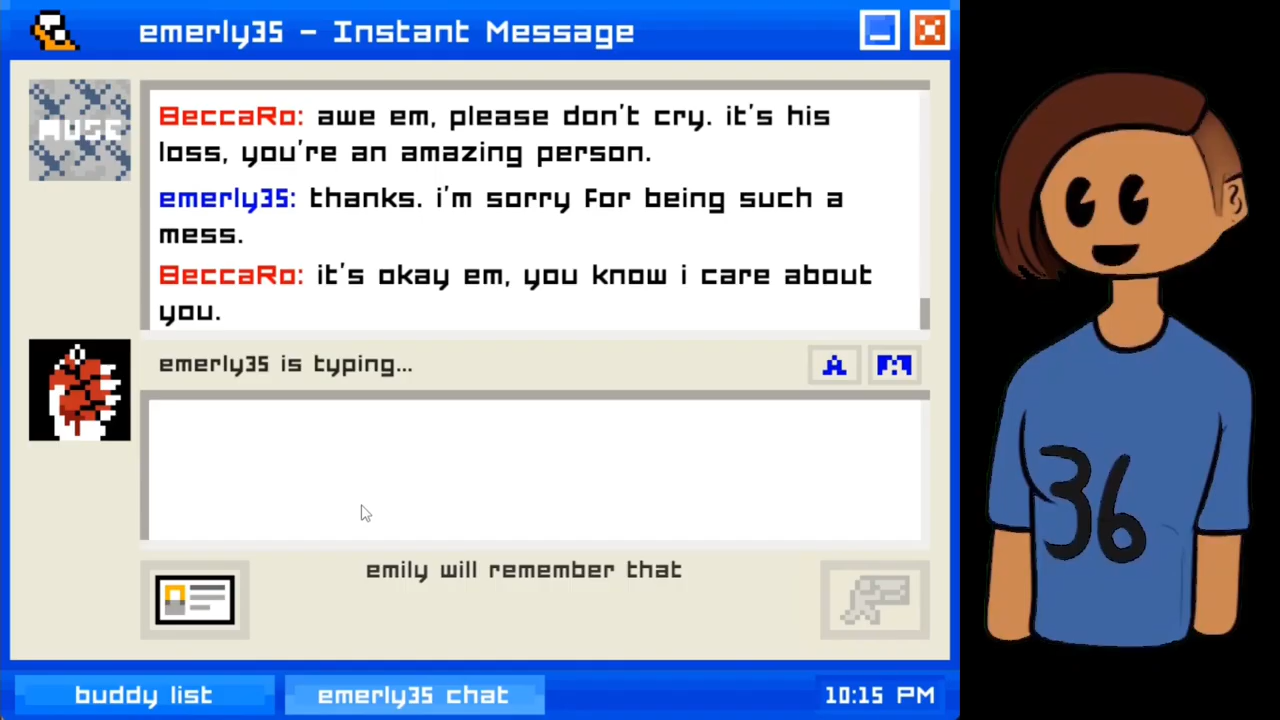 emerly35 - Instant Message
MUSE
BeccaRo: awe em, please don't cry. it's his
loss, you're an amazing person.
emerly35: thanks. i'm sorry for being such a
mess.
BeccaRo: it's okay em, you know i care about
you.
emerly35 is typing...
A
emily will remember that
36
buddy list
emerly35 chat
10:15 PM